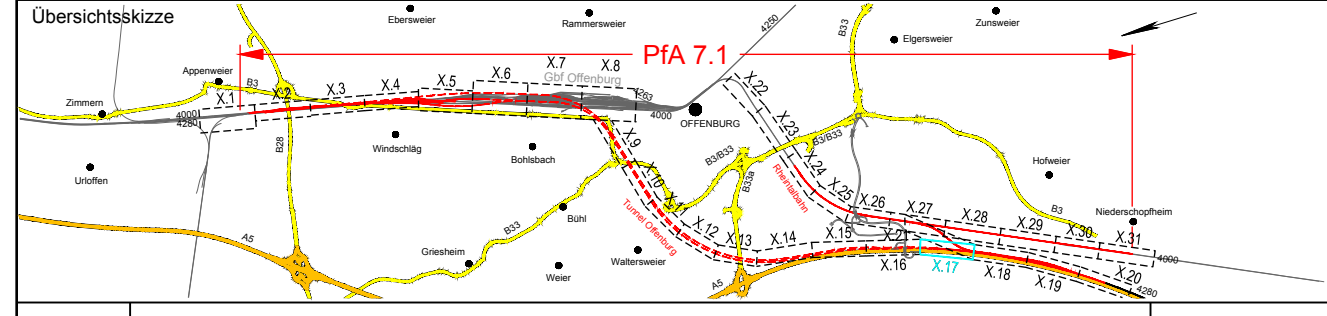 Übersichtsskizze
Ebersweier
Rammersweier
4250
B33
Zunsweier
Elgersweier
PfA 7.1
Appenweier
B3
X.1
X.2
X.3
X.4
X.5
X.6
X.7
X.8
Gbf Offenburg
4263
X.22
Zimmern
4000
4280
4000
OFFENBURG
B28
Windschläg
Bohlsbach
X.9
X.23
B3/B33
B3/B33
B33a
Hofweier
Urloffen
X.10
X.24
Rheintalbahn
X.25
X.26
X.27
X.28
X.29
X.30
X.31
B3
Niederschopfheim
Bühl
B33
Tunnel Offenburg
X.12
X.13
X.14
X.15
X.21
X.16
X.17
X.18
X.19
X.20
4000
4280
A5
Griesheim
Weier
Waltersweier
A5